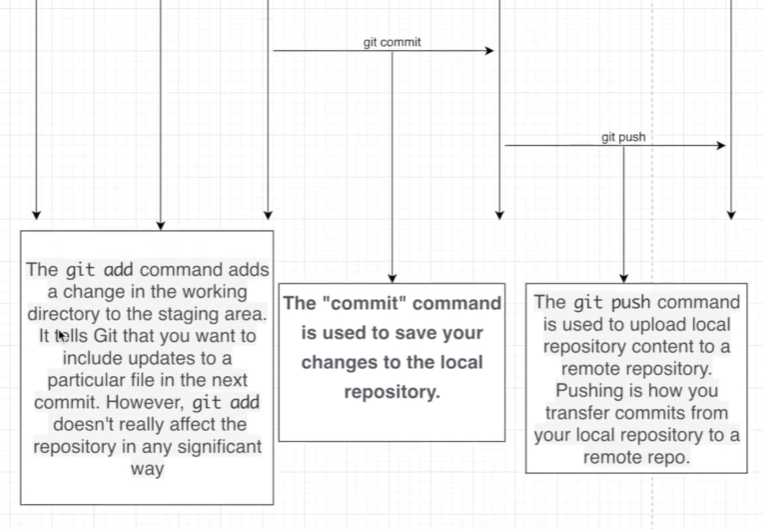 git commit
git push
The git add command adds
a change in the working
directory to the staging area.
It tells Git that you want to
include updates to a
particular file in the next
commit. However, git add
doesn't really affect the
repository in any significant
way
The "commit" command
is used to save your
changes to the local
repository.
The git push command
is used to upload local
repository content to a
remote repository.
Pushing is how you
transfer commits from
your local repository to a
remote repo.